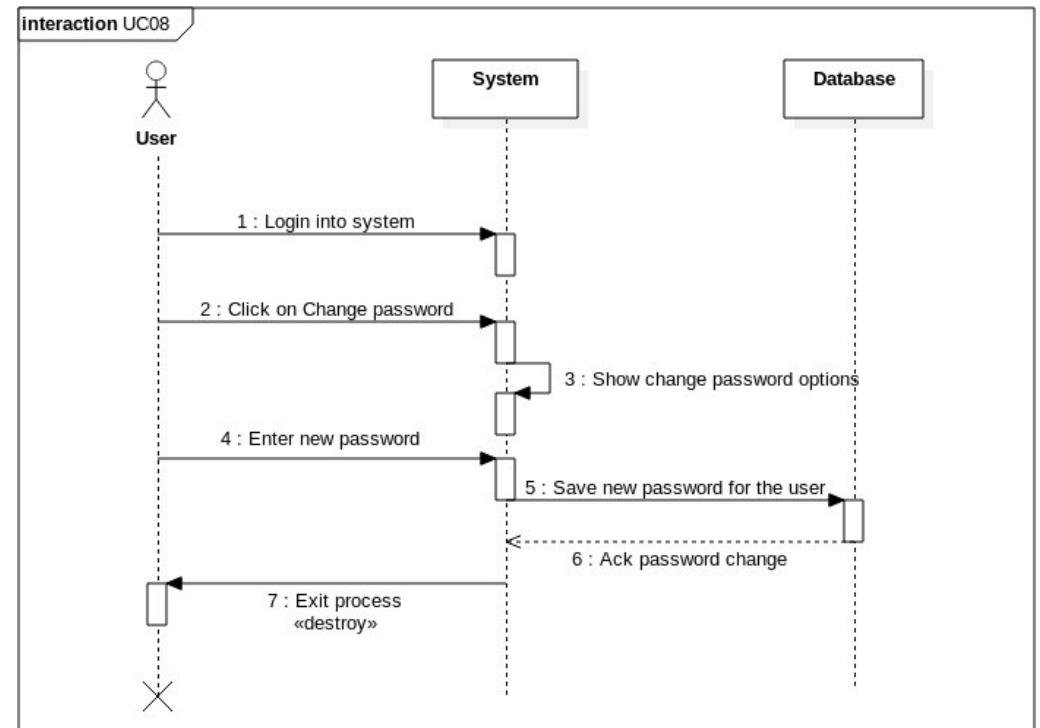 interaction UC08
System
Database
User
1 : Login into system
2 : Click on Change password
3 : Show change password options
4 : Enter new password
5 : Save new password for the user
6 : Ack password change
7 : Exit process
«destroy»